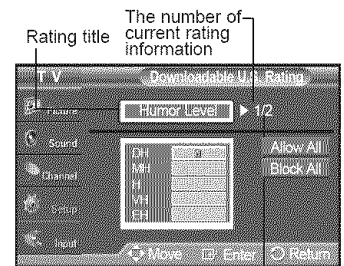 The number of
current rating
information
Rating title
T V
Downloadable U.S. Rating
Picture
Humor Level ▶ 1/2
Sound
Allow All
DH
MH
Block All
Channel
H
VH
Setup
EH
Input
Move
Enter
Return